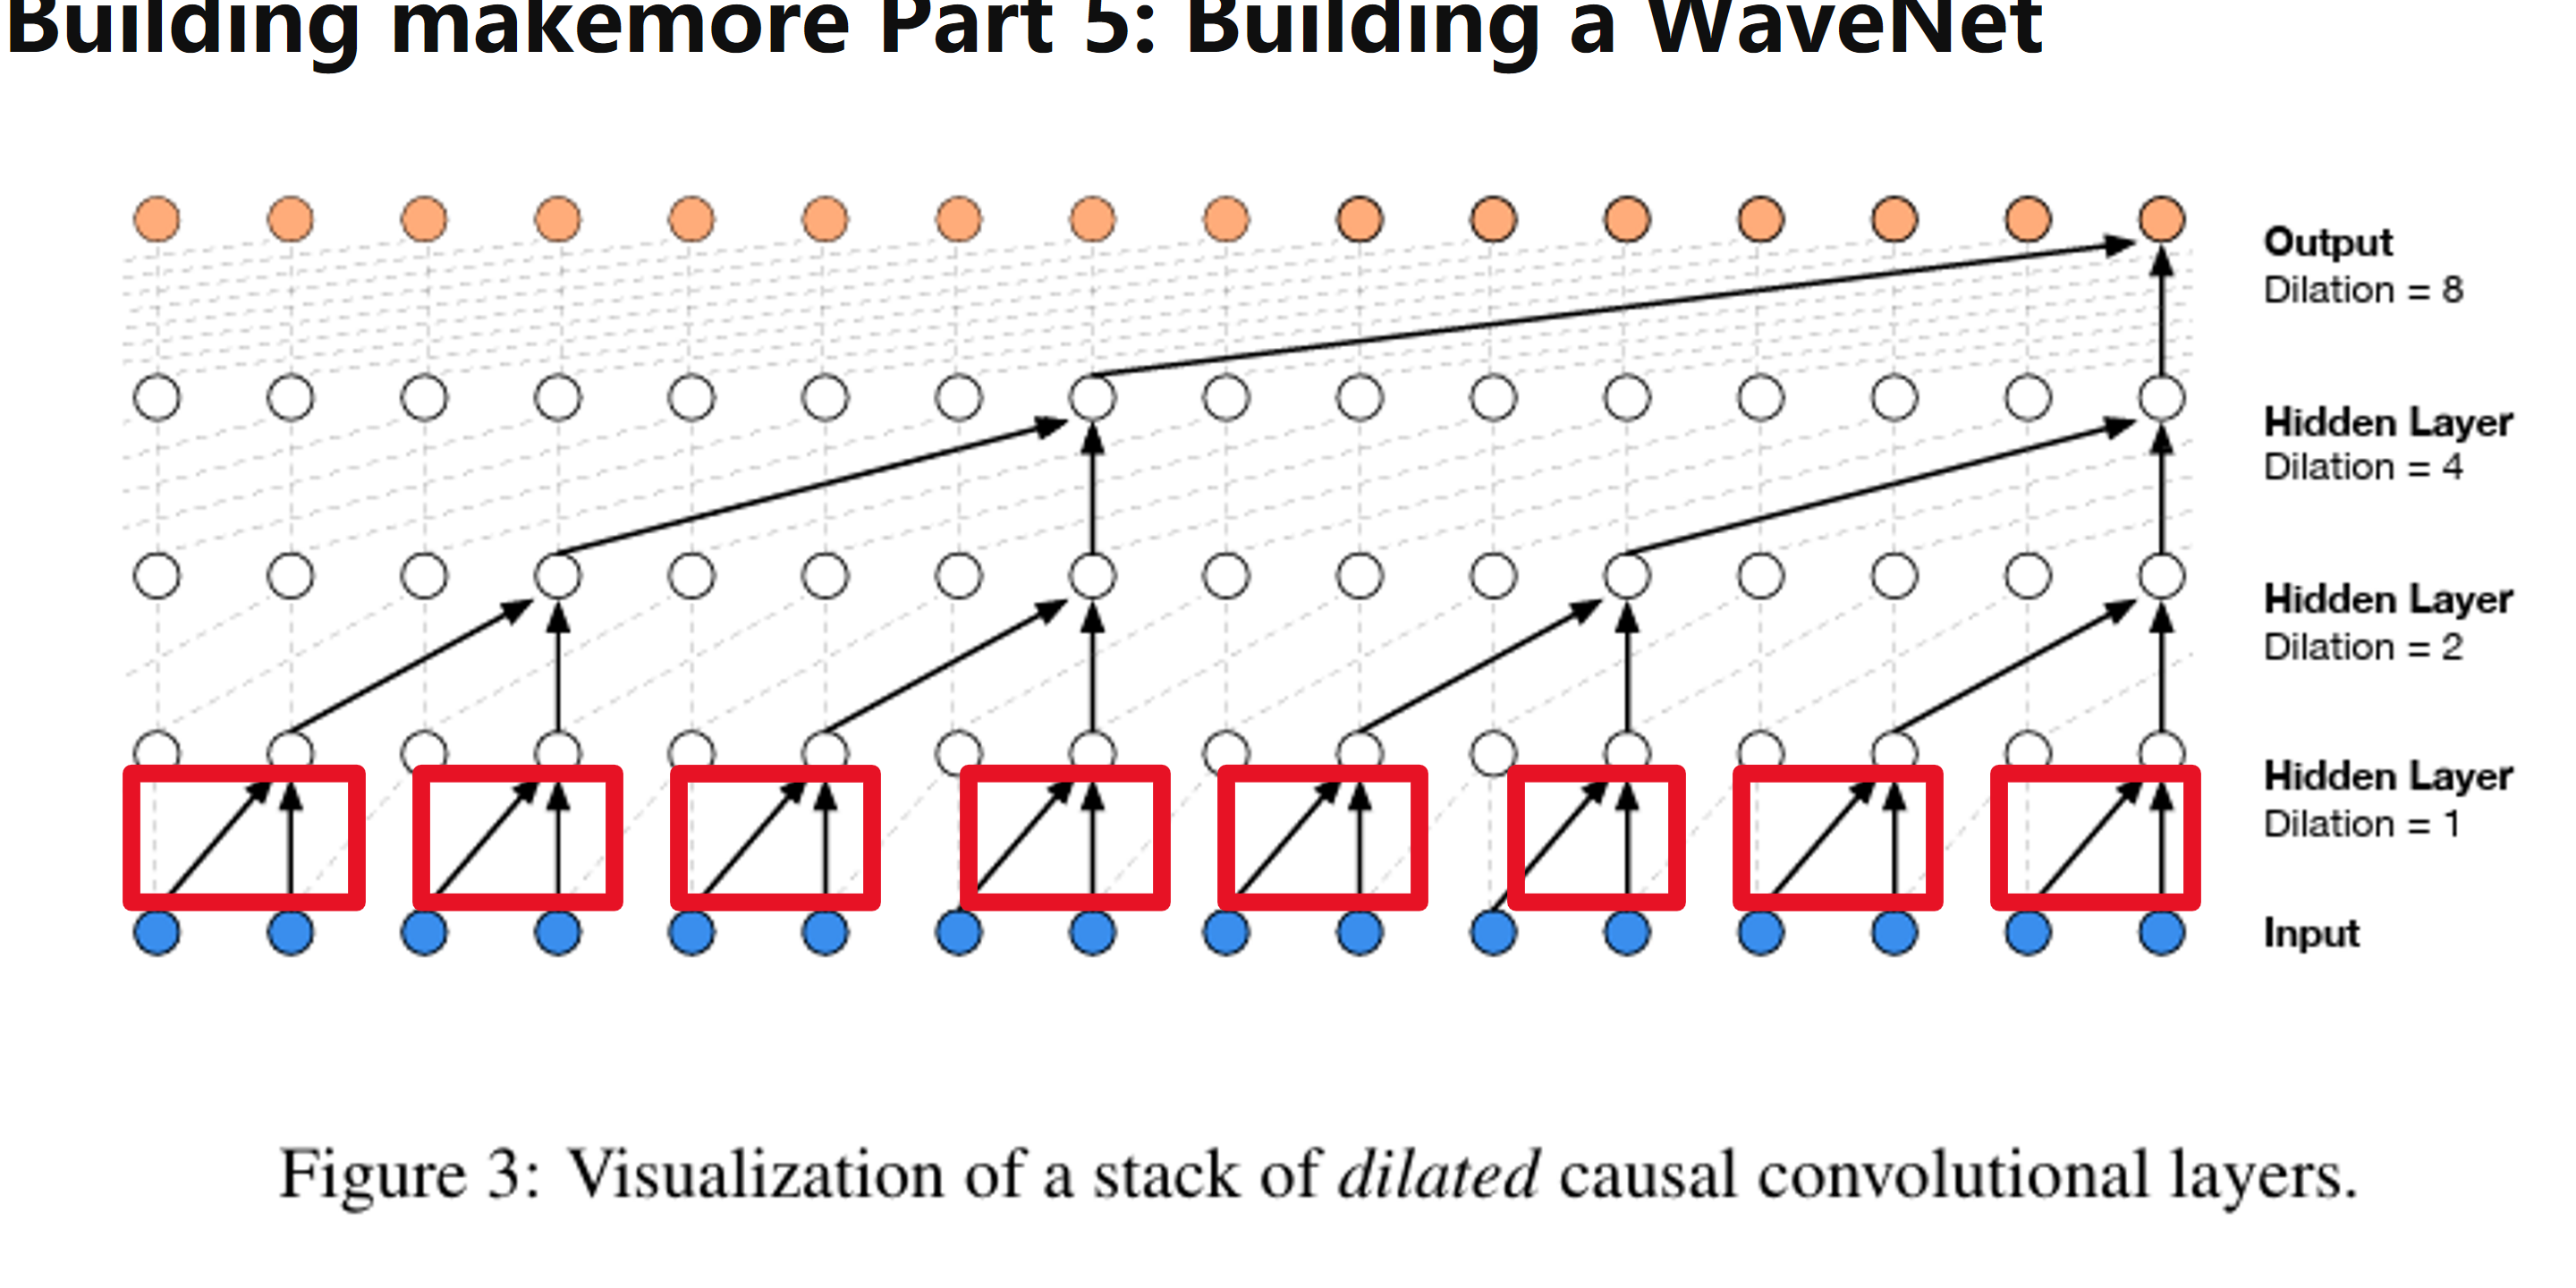 Building makemore Part 5: Building a WaveNet
Output
Dilation = 8
Hidden Layer
Dilation = 4
Hidden Layer
Dilation = 2
Hidden Layer
Dilation = 1
Input
Figure 3: Visualization of a stack of dilated causal convolutional layers.